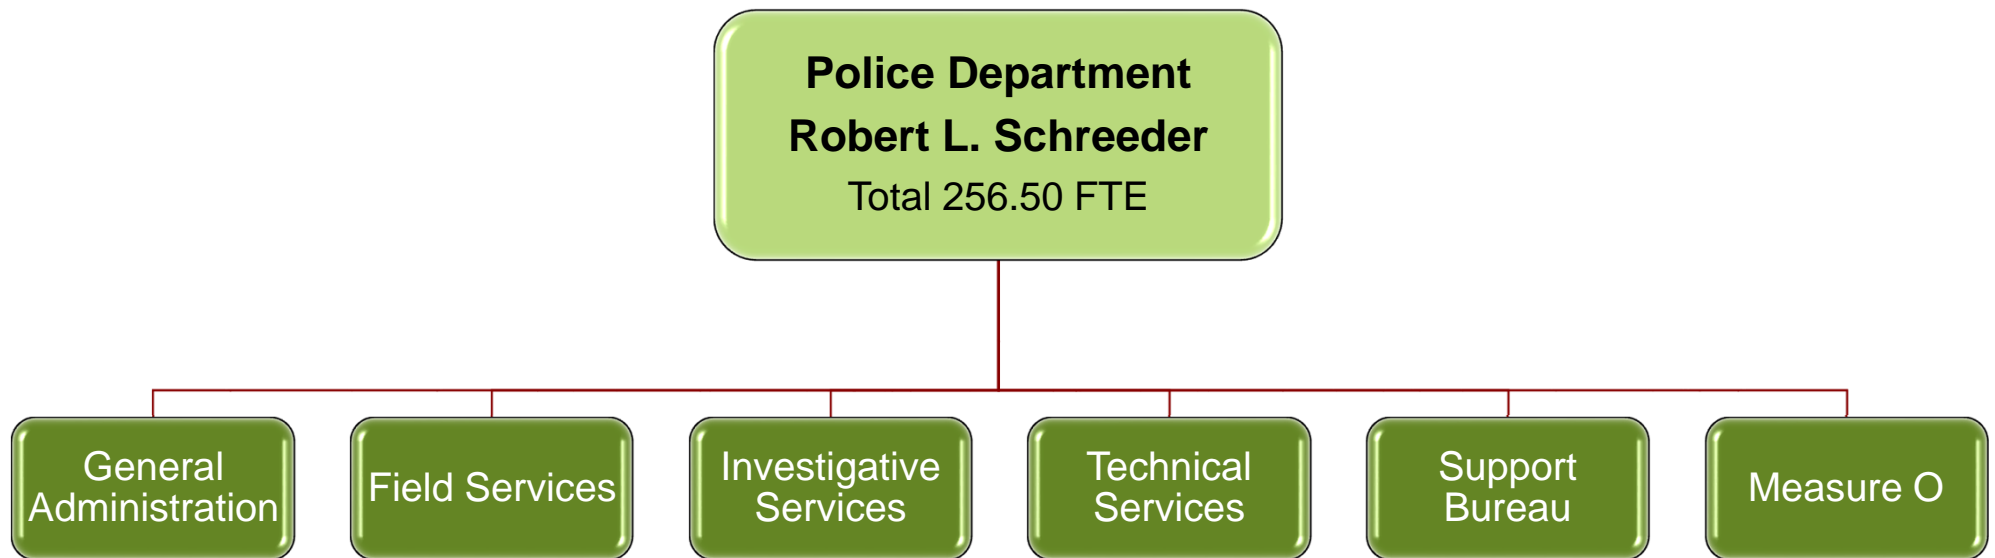 Police Department
Robert L. Schreeder
Total 256.50 FTE
General
Administration
Field Services
Investigative
Services
Technical
Services
Support
Bureau
Measure O